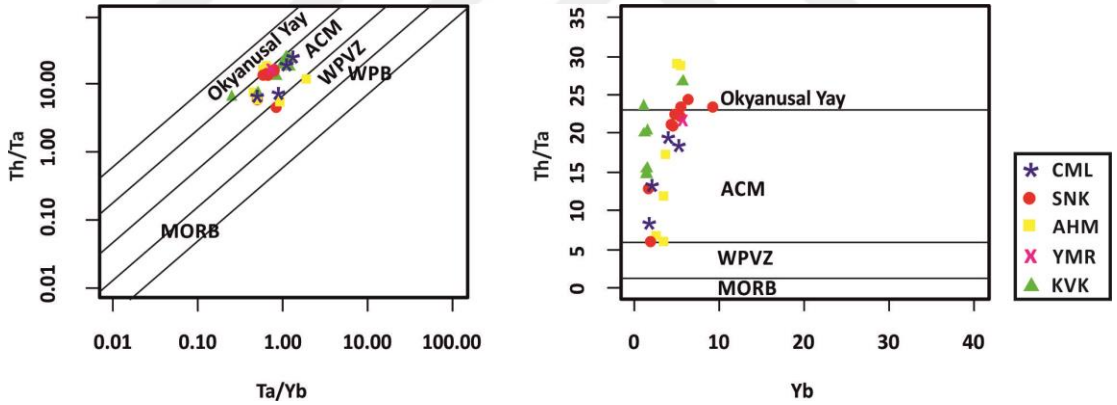 Th/Ta
10.00
1.00
0.10
0.01
Okyanusal Yay
ACM
WPVZ
WPB
MORB
0.01
0.10
1.00
10.00
100.00
Ta/Yb
Th/Ta
35
30
25
20
15
10
5
0
Okyanusal Yay
ACM
WPVZ
MORB
0
10
20
30
40
Yb
CML
SNK
AHM
YMR
KVK